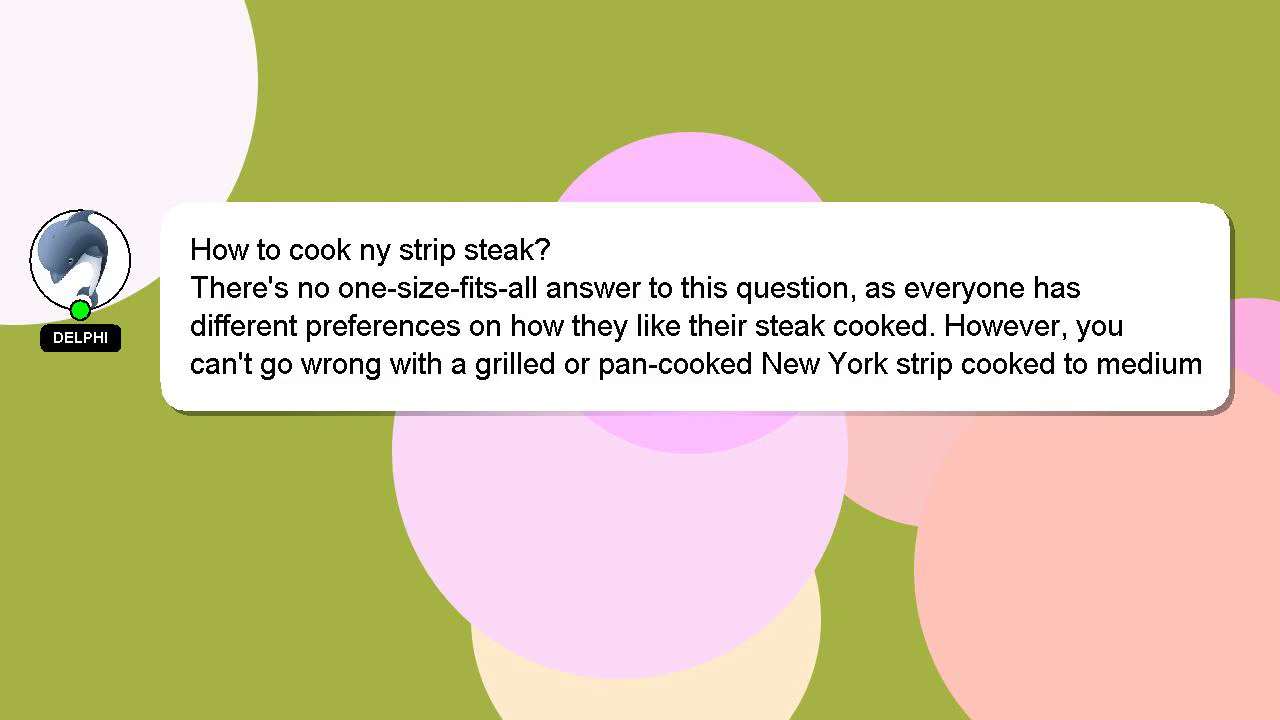 How to cook ny strip steak?
There's no one-size-fits-all answer to this question, as everyone has
different preferences on how they like their steak cooked. However, you
can't go wrong with a grilled or pan-cooked New York strip cooked to medium
DELPHI